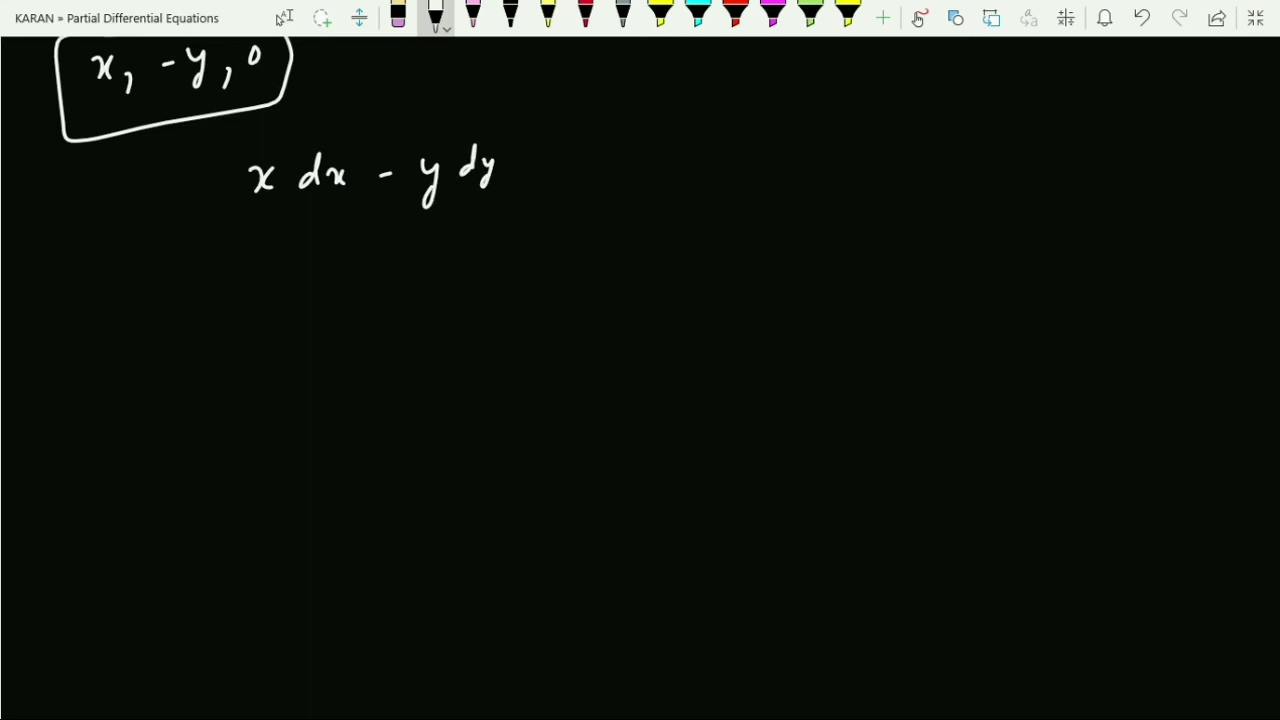 KARAN » Partial Differential Equations
x, -y, 0
x dx - y dy